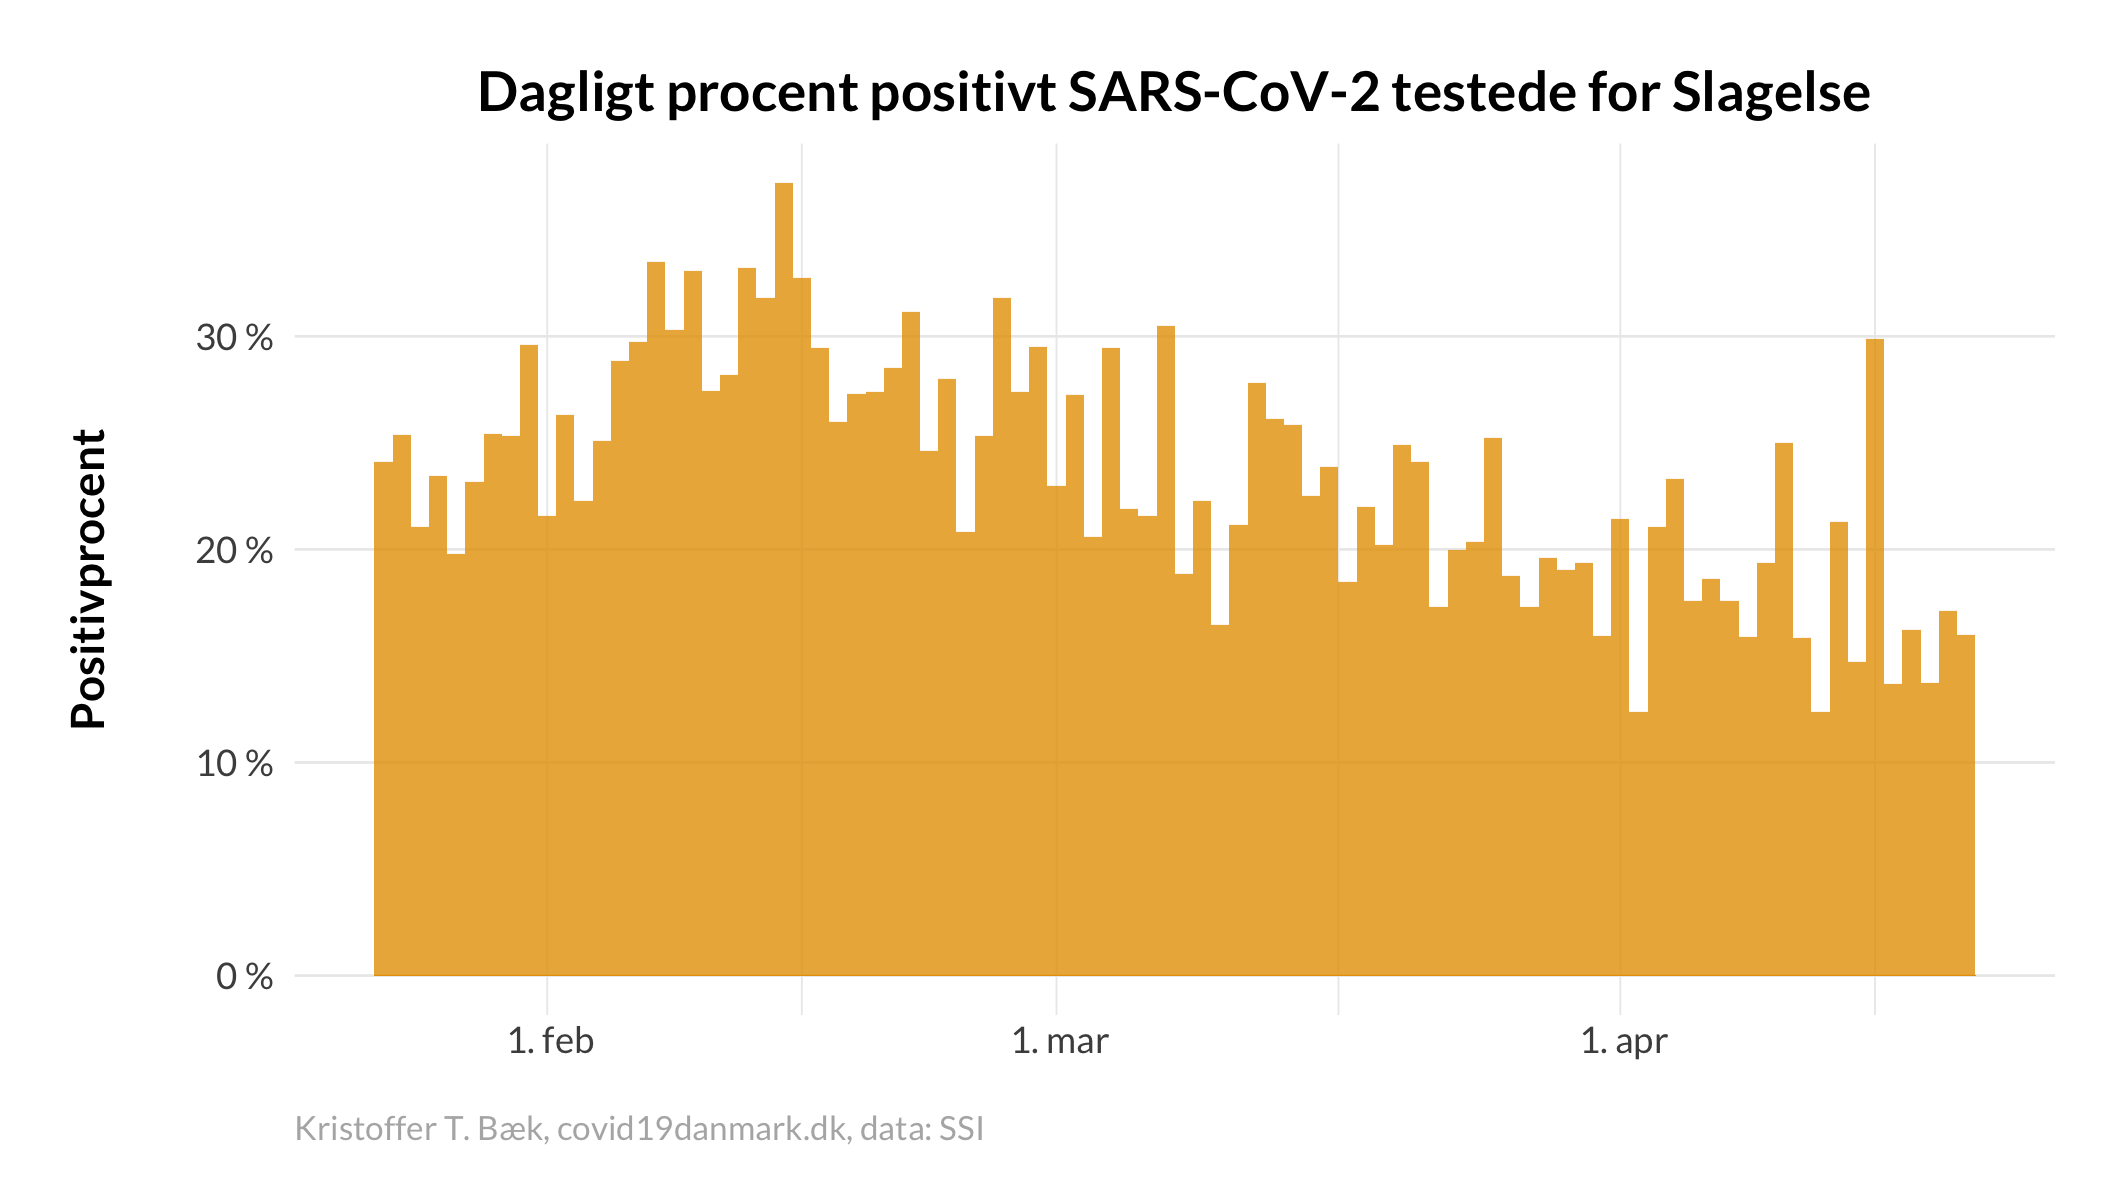 Dagligt procent positivt SARS-CoV-2 testede for Slagelse
Positivprocent
30 %
20 %
10 %
0 %
1. feb
1. mar
1. apr
Kristoffer T. Bæk, covid19danmark.dk, data: SSI